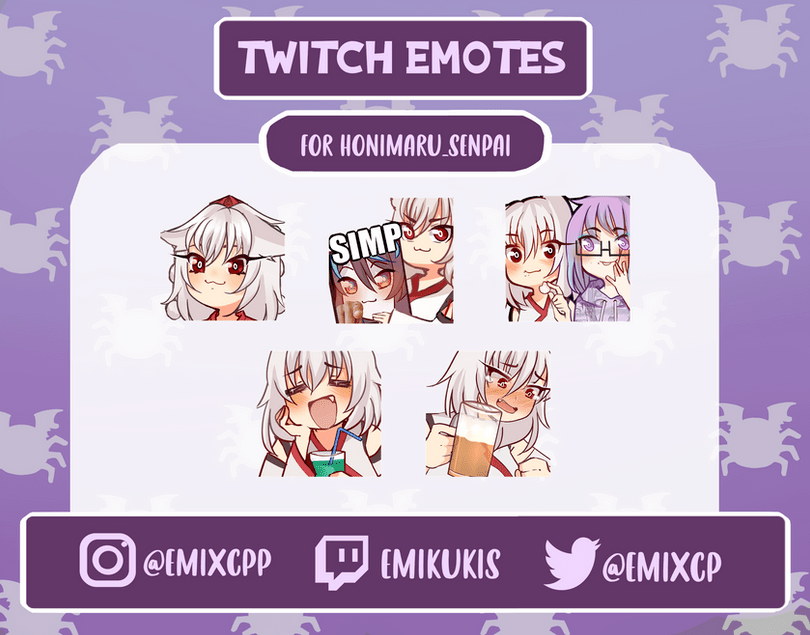 TWITCH EMOTES
FOR HONIMARU_SENPAI
SIMP
@EMIXCPP
EMIKUKIS
@EMIXCP